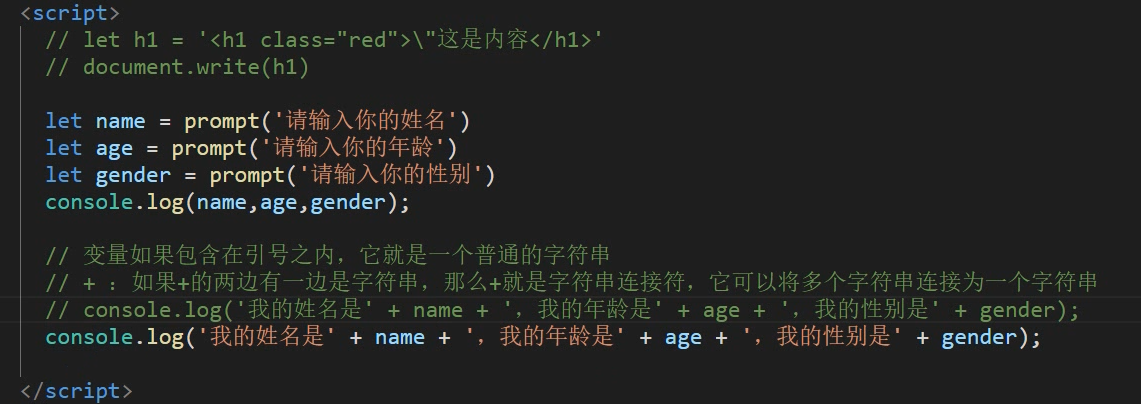 <script>
// let h1 = '<h1 class="red">\"这是内容</h1>'
// document.write(h1)
let name = prompt('请输入你的姓名')
let age = prompt('请输入你的年龄')
let gender = prompt('请输入你的性别')
console.log(name,age,gender);
// 变量如果包含在引号之内，它就是一个普通的字符串
// + ：如果+的两边有一边是字符串，那么+就是字符串连接符，它可以将多个字符串连接为一个字符串
// console.log('我的姓名是' + name + '，我的年龄是' + age + '，我的性别是' + gender);
console.log('我的姓名是' + name + '，我的年龄是' + age + '，我的性别是' + gender);
</script>